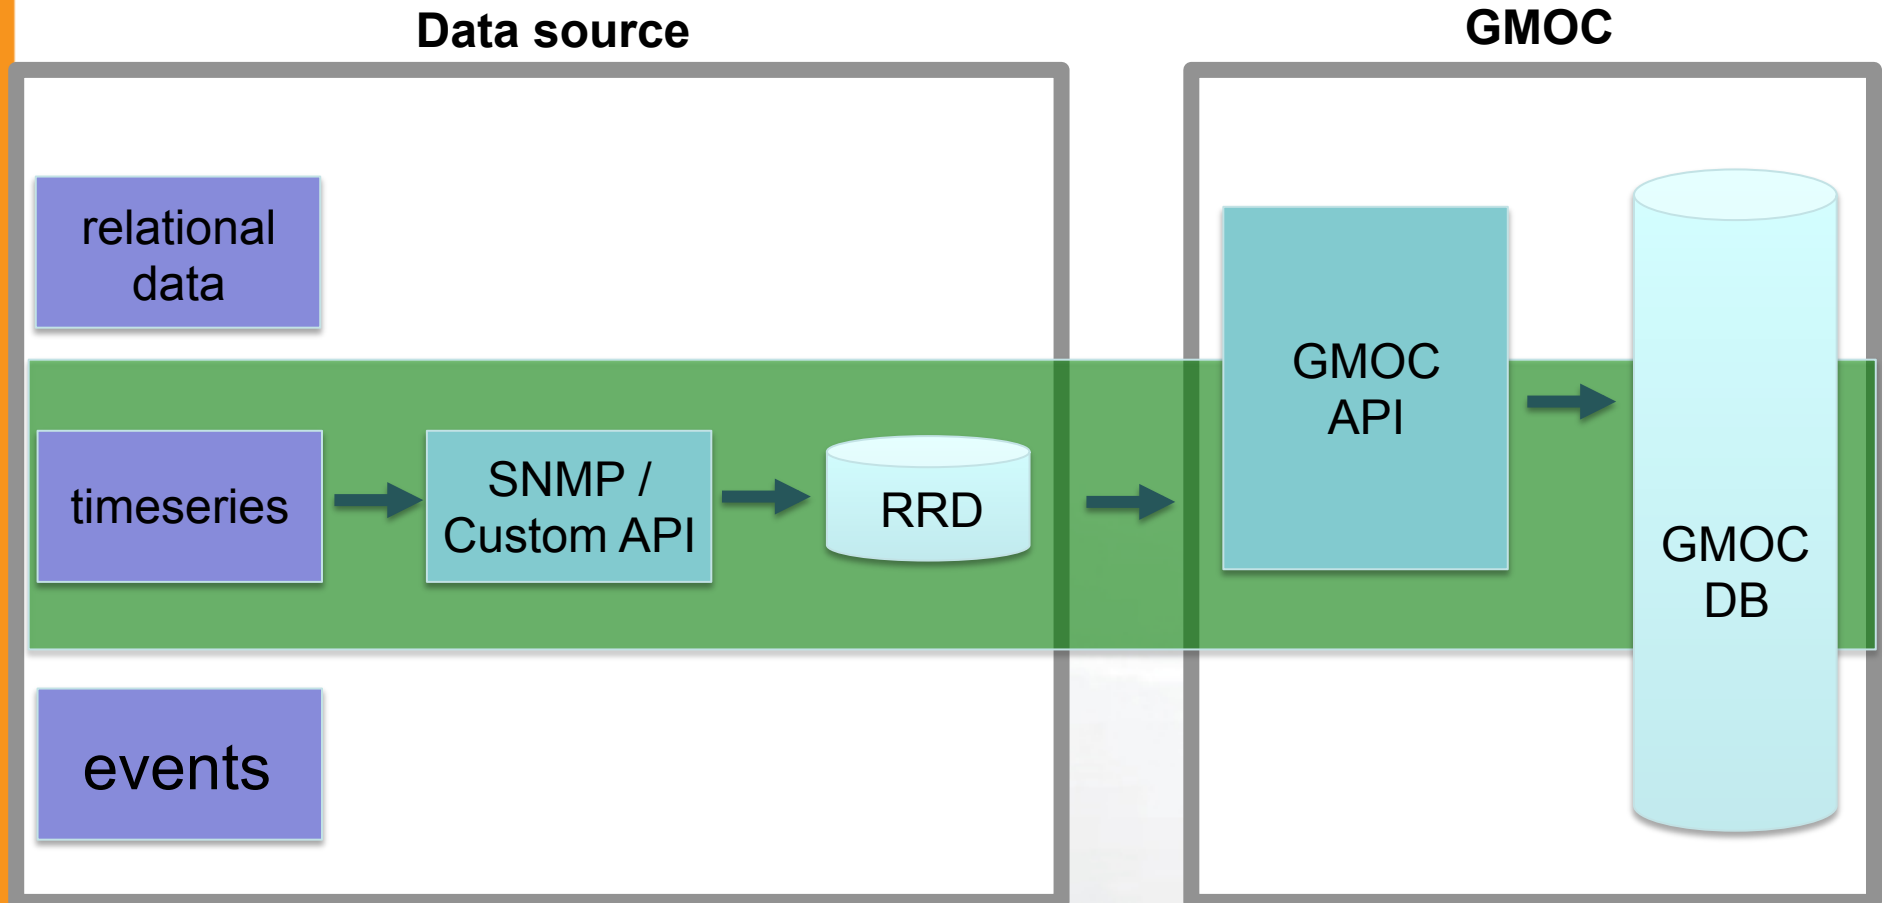 Data source
GMOC
relational
data
timeseries
SNMP /
Custom API
RRD
GMOC
API
GMOC
DB
events